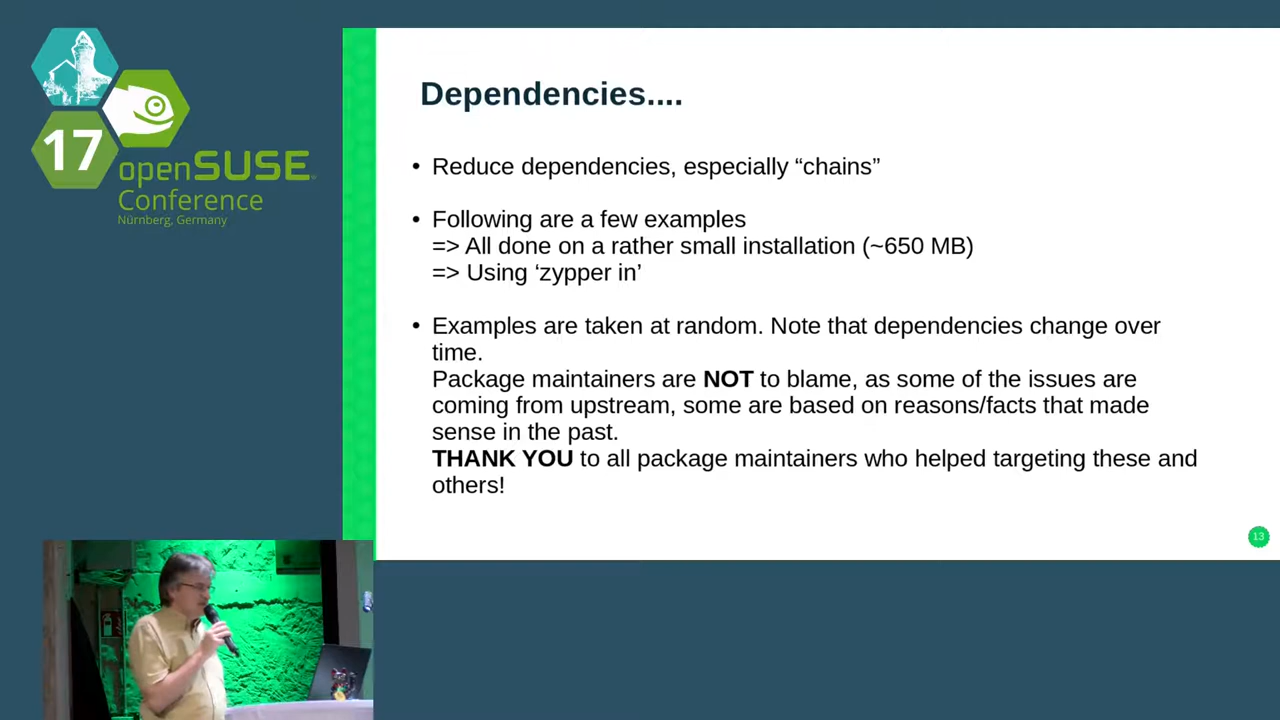 17
openSUSE
Conference
Nürnberg, Germany
Dependencies....
• Reduce dependencies, especially “chains”
• Following are a few examples
=> All done on a rather small installation (~650 MB)
=> Using ‘zypper in’
• Examples are taken at random. Note that dependencies change over
time.
Package maintainers are NOT to blame, as some of the issues are
coming from upstream, some are based on reasons/facts that made
sense in the past.
THANK YOU to all package maintainers who helped targeting these and
others!
13